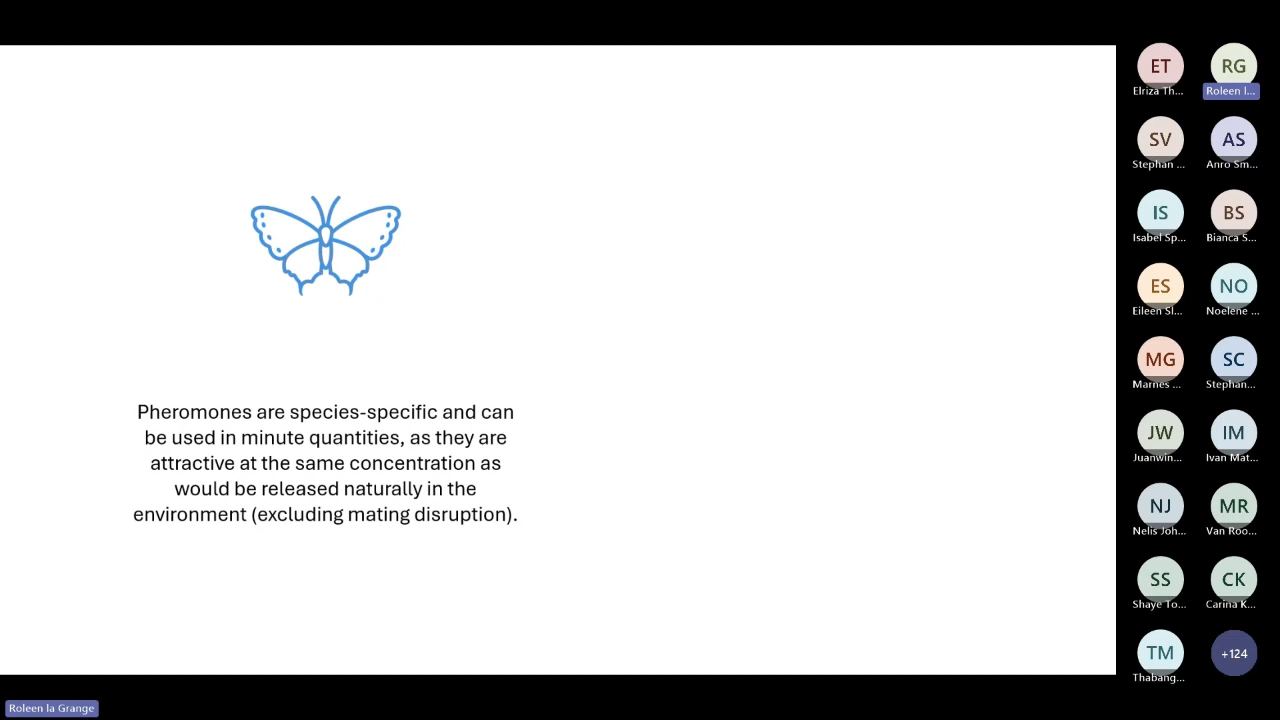 Pheromones are species-specific and can
be used in minute quantities, as they are
attractive at the same concentration as
would be released naturally in the
environment (excluding mating disruption).
ET
Elriza Th...
RG
Roleen l...
SV
Stephan ...
AS
Anro Sm...
IS
Isabel Sp...
BS
Bianca S...
ES
Eileen Sl...
NO
Noelene ...
MG
Marnes ...
SC
Stephan...
JW
Juanwin...
IM
Ivan Mat...
NJ
Nelis Joh...
MR
Van Roo...
SS
Shaye To...
CK
Carina K...
TM
Thabang...
+124
Roleen la Grange